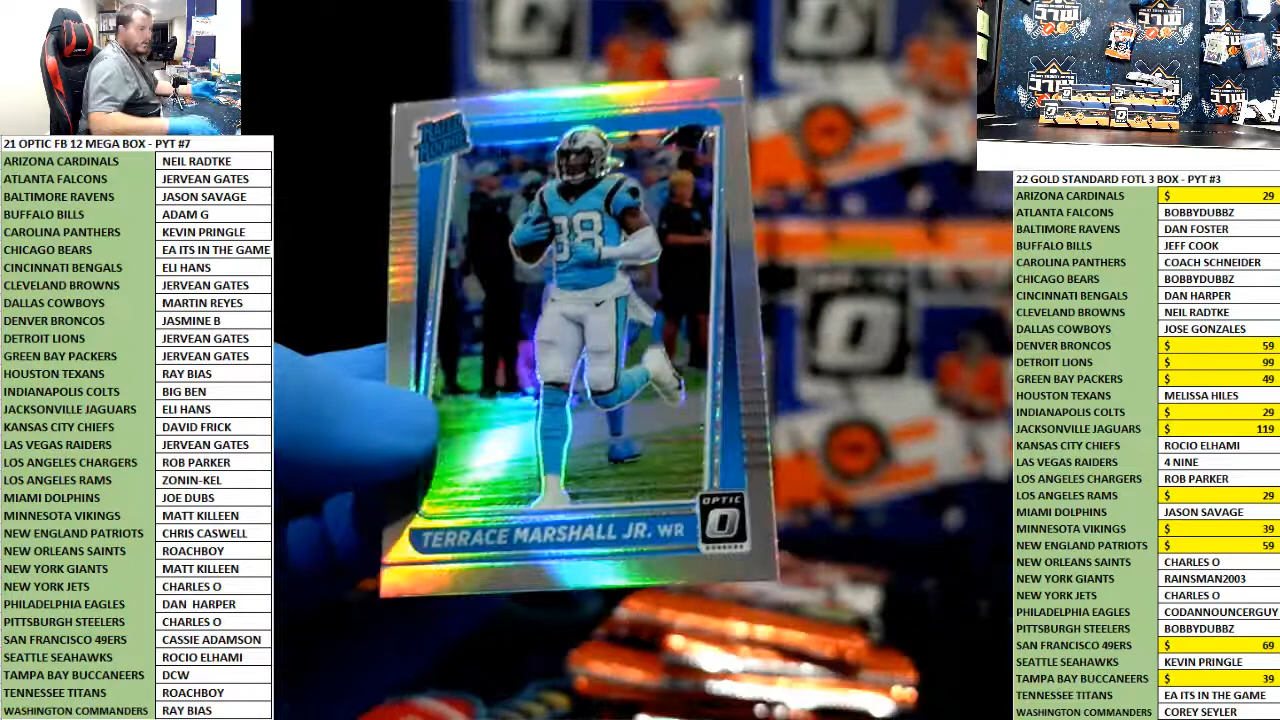 21 OPTIC FB 12 MEGA BOX - PYT #7
ARIZONA CARDINALS NEIL RADTKE
ATLANTA FALCONS JERVEAN GATES
BALTIMORE RAVENS JASON SAVAGE
BUFFALO BILLS ADAM G
CAROLINA PANTHERS KEVIN PRINGLE
CHICAGO BEARS EA ITS IN THE GAME
CINCINNATI BENGALS ELI HANS
CLEVELAND BROWNS JERVEAN GATES
DALLAS COWBOYS MARTIN REYES
DENVER BRONCOS JASMINE B
DETROIT LIONS JERVEAN GATES
GREEN BAY PACKERS JERVEAN GATES
HOUSTON TEXANS RAY BIAS
INDIANAPOLIS COLTS BIG BEN
JACKSONVILLE JAGUARS ELI HANS
KANSAS CITY CHIEFS DAVID FRICK
LAS VEGAS RAIDERS JERVEAN GATES
LOS ANGELES CHARGERS ROB PARKER
LOS ANGELES RAMS ZONIN-KEL
MIAMI DOLPHINS JOE DUBS
MINNESOTA VIKINGS MATT KILLEEN
NEW ENGLAND PATRIOTS CHRIS CASWELL
NEW ORLEANS SAINTS ROACHBOY
NEW YORK GIANTS MATT KILLEEN
NEW YORK JETS CHARLES O
PHILADELPHIA EAGLES DAN HARPER
PITTSBURGH STEELERS CHARLES O
SAN FRANCISCO 49ERS CASSIE ADAMSON
SEATTLE SEAHAWKS ROCIO ELHAMI
TAMPA BAY BUCCANEERS DCW
TENNESSEE TITANS ROACHBOY
WASHINGTON COMMANDERS RAY BIAS
RATED
ROOKIE
88
TERRACE MARSHALL JR. WR
OPTIC
DONRUSS
22 GOLD STANDARD FOTL 3 BOX - PYT #3
ARIZONA CARDINALS $ 29
ATLANTA FALCONS BOBBYDUBBZ
BALTIMORE RAVENS DAN FOSTER
BUFFALO BILLS JEFF COOK
CAROLINA PANTHERS COACH SCHNEIDER
CHICAGO BEARS BOBBYDUBBZ
CINCINNATI BENGALS DAN HARPER
CLEVELAND BROWNS NEIL RADTKE
DALLAS COWBOYS JOSE GONZALES
DENVER BRONCOS $ 59
DETROIT LIONS $ 99
GREEN BAY PACKERS $ 49
HOUSTON TEXANS MELISSA HILES
INDIANAPOLIS COLTS $ 29
JACKSONVILLE JAGUARS $ 119
KANSAS CITY CHIEFS ROCIO ELHAMI
LAS VEGAS RAIDERS 4 NINE
LOS ANGELES CHARGERS ROB PARKER
LOS ANGELES RAMS $ 29
MIAMI DOLPHINS JASON SAVAGE
MINNESOTA VIKINGS $ 39
NEW ENGLAND PATRIOTS $ 59
NEW ORLEANS SAINTS CHARLES O
NEW YORK GIANTS RAINSMAN2003
NEW YORK JETS CHARLES O
PHILADELPHIA EAGLES CODANNOUNCERGUY
PITTSBURGH STEELERS BOBBYDUBBZ
SAN FRANCISCO 49ERS $ 69
SEATTLE SEAHAWKS KEVIN PRINGLE
TAMPA BAY BUCCANEERS $ 39
TENNESSEE TITANS EA ITS IN THE GAME
WASHINGTON COMMANDERS COREY SEYLER